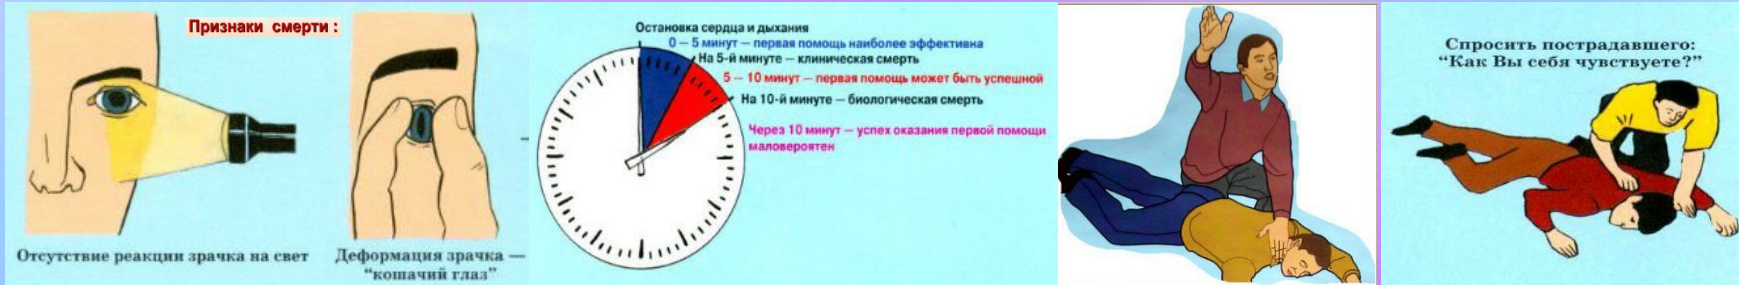 Признаки смерти :
Отсутствие реакции зрачка на свет
Деформация зрачка —
“кошачий глаз”
Остановка сердца и дыхания
0 — 5 минут — первая помощь наиболее эффективна
На 5-й минуте — клиническая смерть
5 — 10 минут — первая помощь может быть успешной
На 10-й минуте — биологическая смерть
Через 10 минут — успех оказания первой помощи
маловероятен
Спросить пострадавшего:
“Как Вы себя чувствуете?”